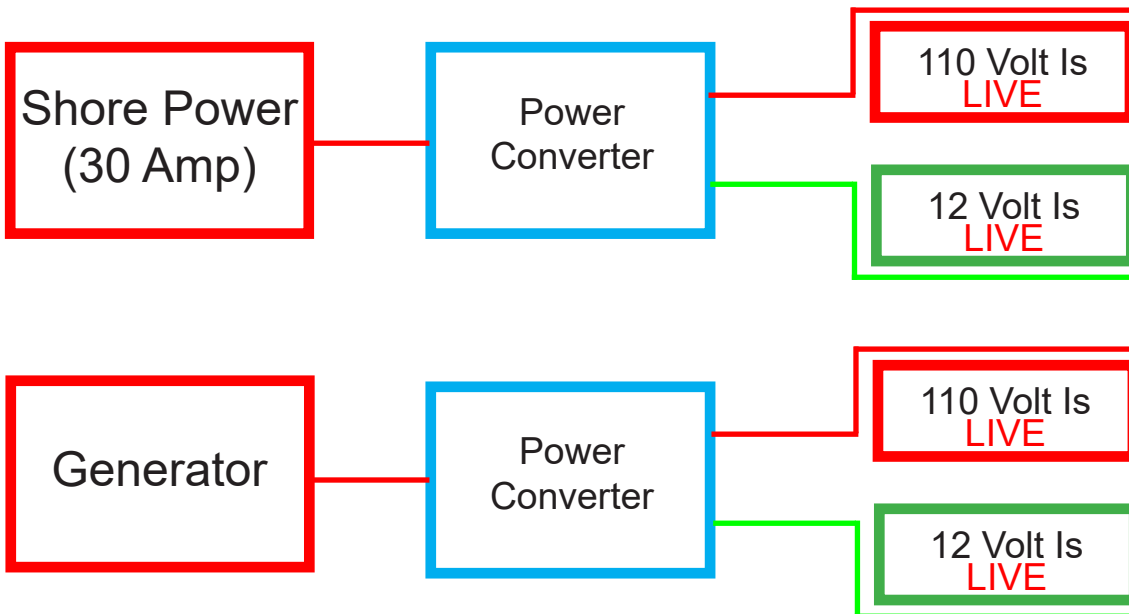 Shore Power
(30 Amp)
Power
Converter
110 Volt Is
LIVE
12 Volt Is
LIVE
Generator
Power
Converter
110 Volt Is
LIVE
12 Volt Is
LIVE